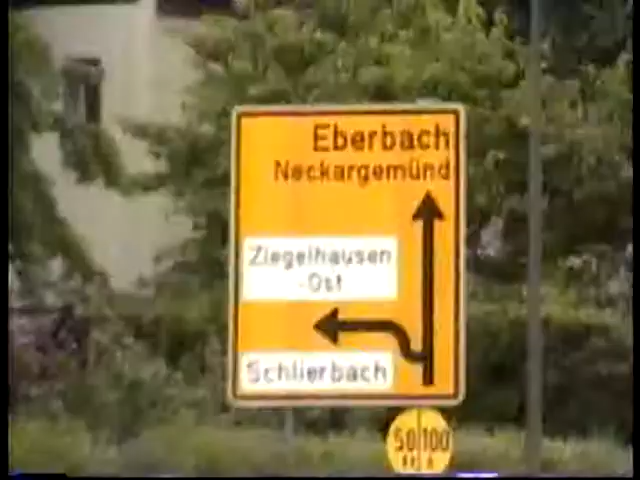 Eberbach
Neckargemünd
Ziegelhausen
-Ost
Schlierbach
50 100